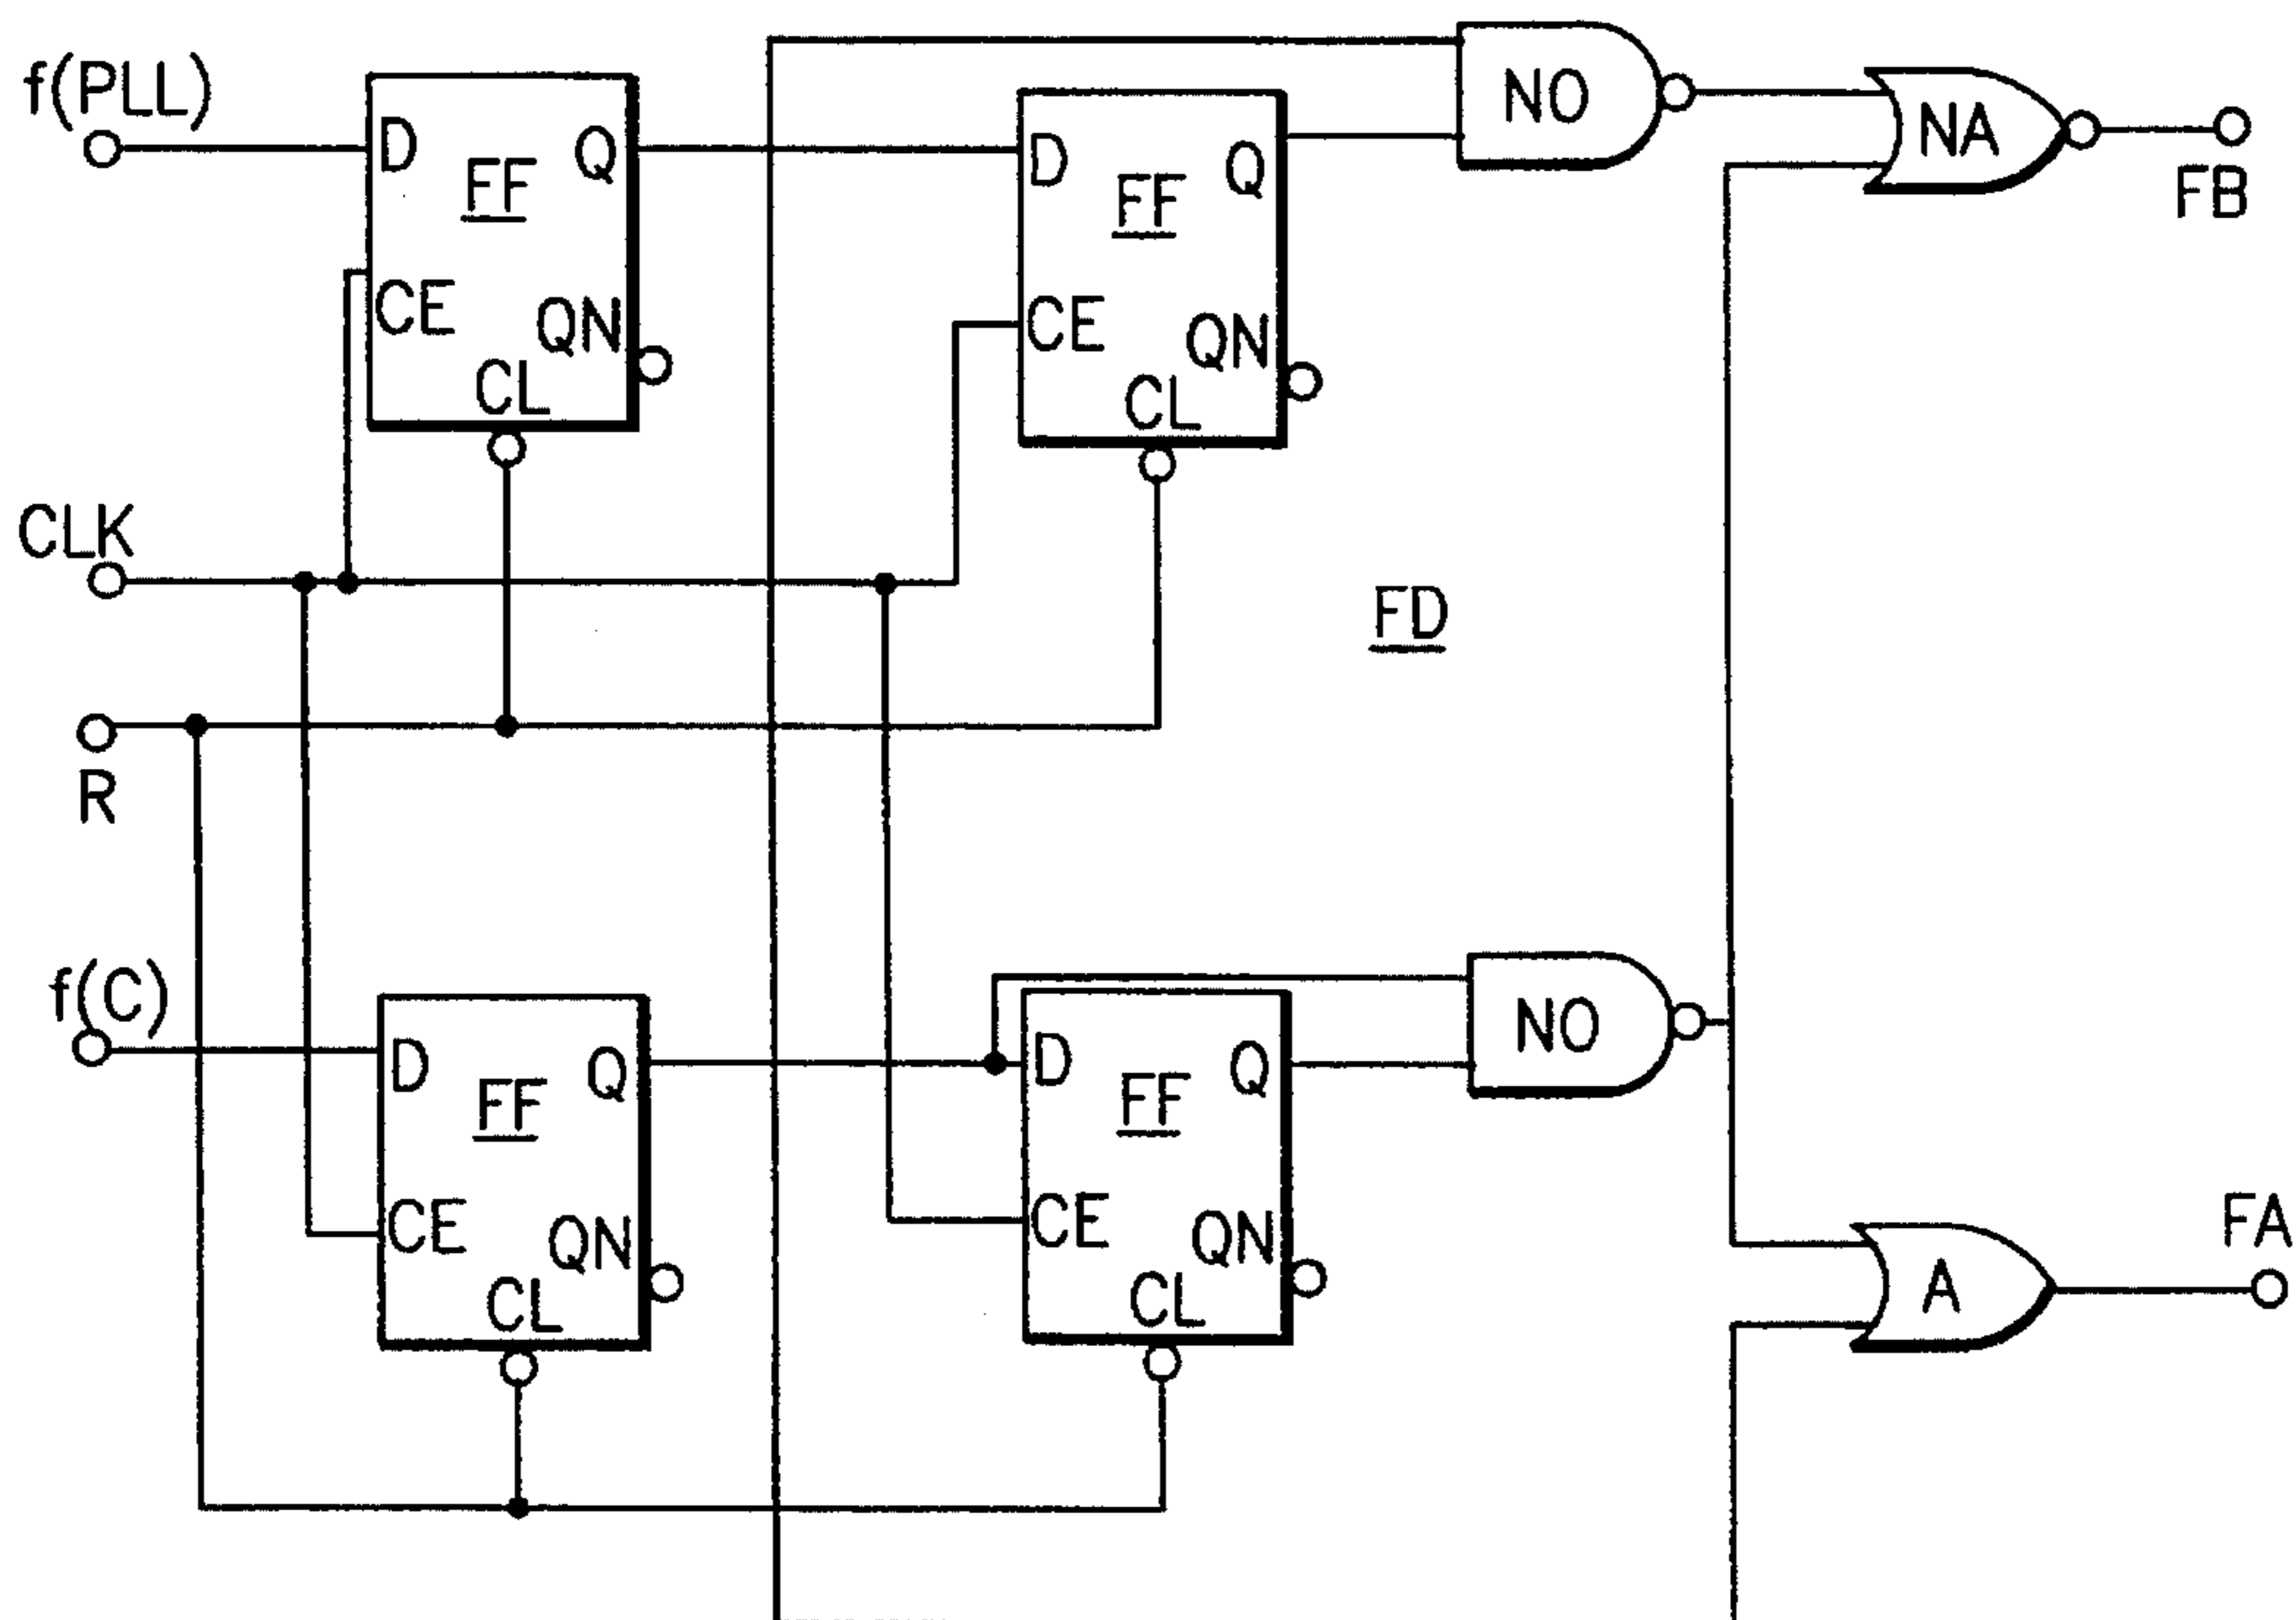 f(PLL)
D
Q
FF
CE
QN
CL
D
Q
FF
CE
QN
CL
NO
NA
FB
CLK
FD
R
f(C)
D
Q
FF
CE
QN
CL
D
Q
FF
CE
QN
CL
NO
FA
A